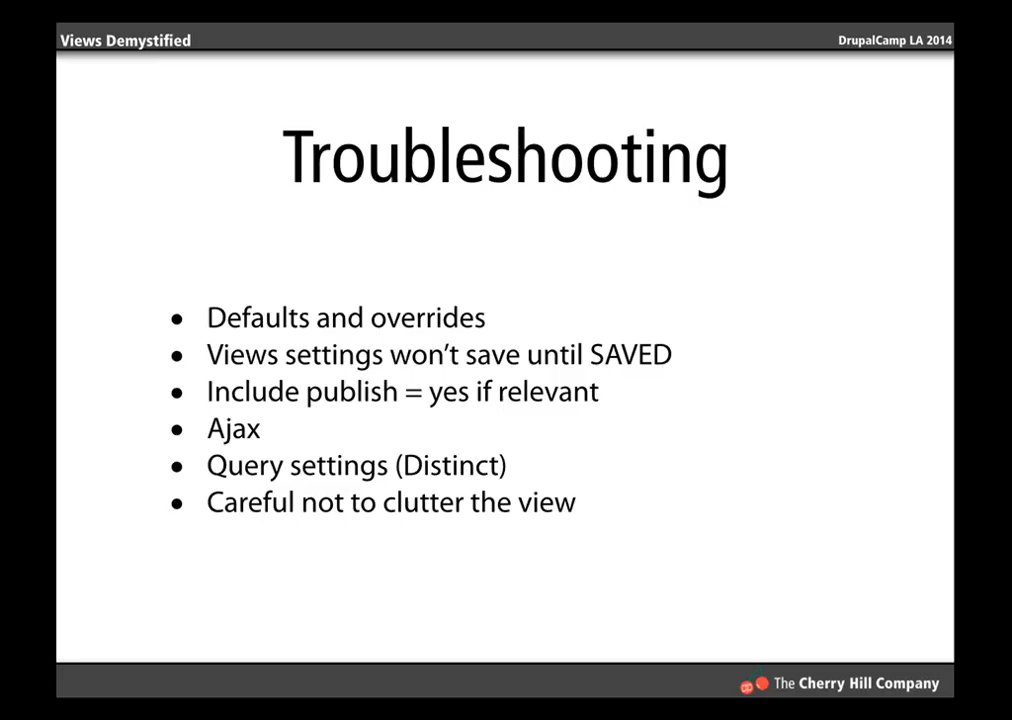 Views Demystified
DrupalCamp LA 2014
Troubleshooting
• Defaults and overrides
• Views settings won't save until SAVED
• Include publish = yes if relevant
• Ajax
• Query settings (Distinct)
• Careful not to clutter the view
The Cherry Hill Company